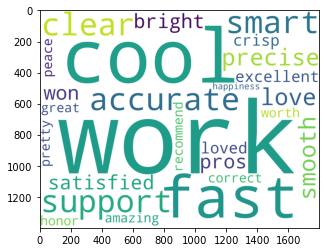 0
200
400
600
800
1000
1200
clear
bright
smart
peace
cool
crisp
precise
excellent
happiness
won
great
accurate
love
worth
pretty
work
recommend
loved
pros
smooth
satisfied
correct
support
fast
honor
amazing
0 200 400 600 800 1000 1200 1400 1600